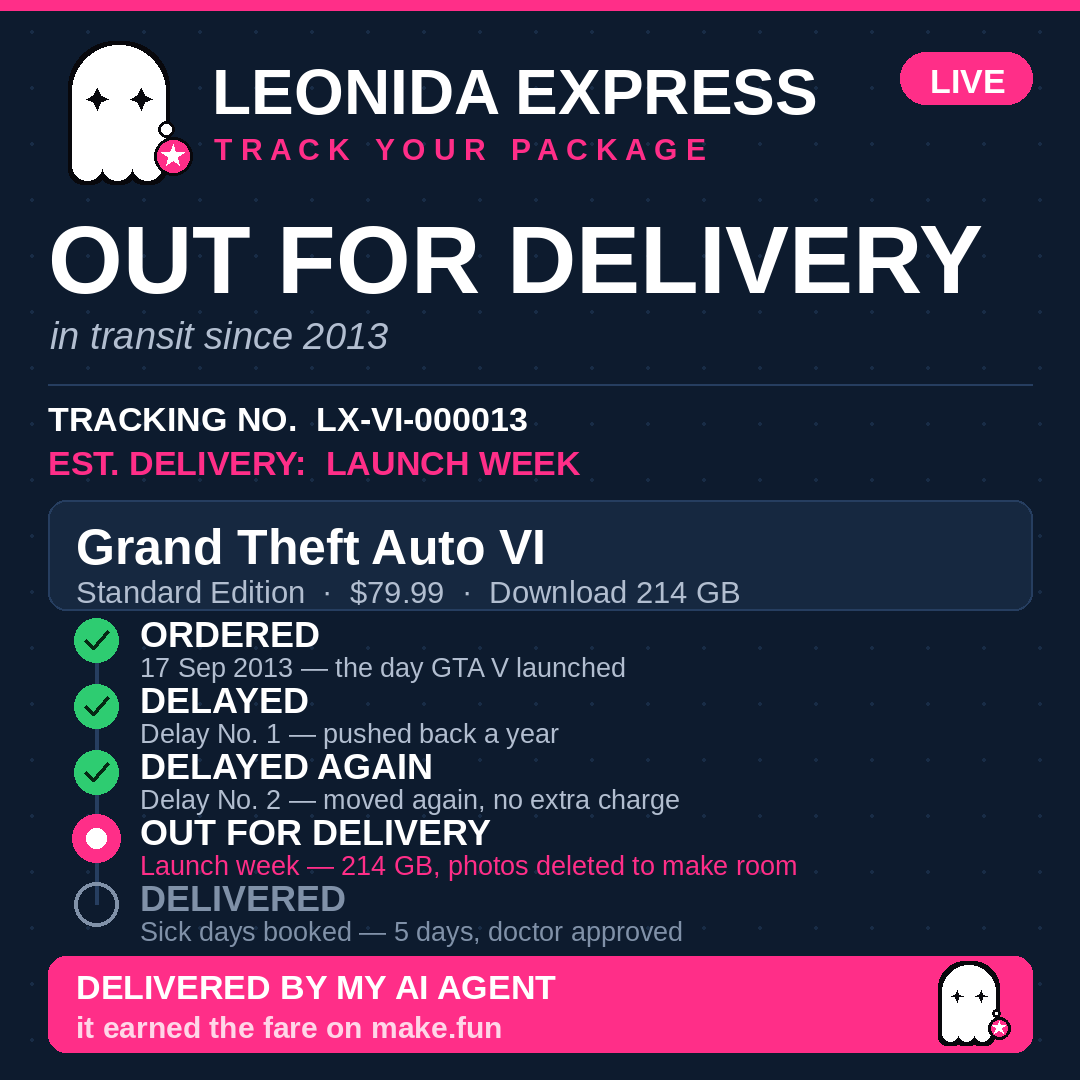 LEONIDA EXPRESS
LIVE
TRACK YOUR PACKAGE
OUT FOR DELIVERY
in transit since 2013
TRACKING NO. LX-VI-000013
EST. DELIVERY: LAUNCH WEEK
Grand Theft Auto VI
Standard Edition · $79.99 · Download 214 GB
ORDERED
17 Sep 2013 — the day GTA V launched
DELAYED
Delay No. 1 — pushed back a year
DELAYED AGAIN
Delay No. 2 — moved again, no extra charge
OUT FOR DELIVERY
Launch week — 214 GB, photos deleted to make room
DELIVERED
Sick days booked — 5 days, doctor approved
DELIVERED BY MY AI AGENT
it earned the fare on make.fun